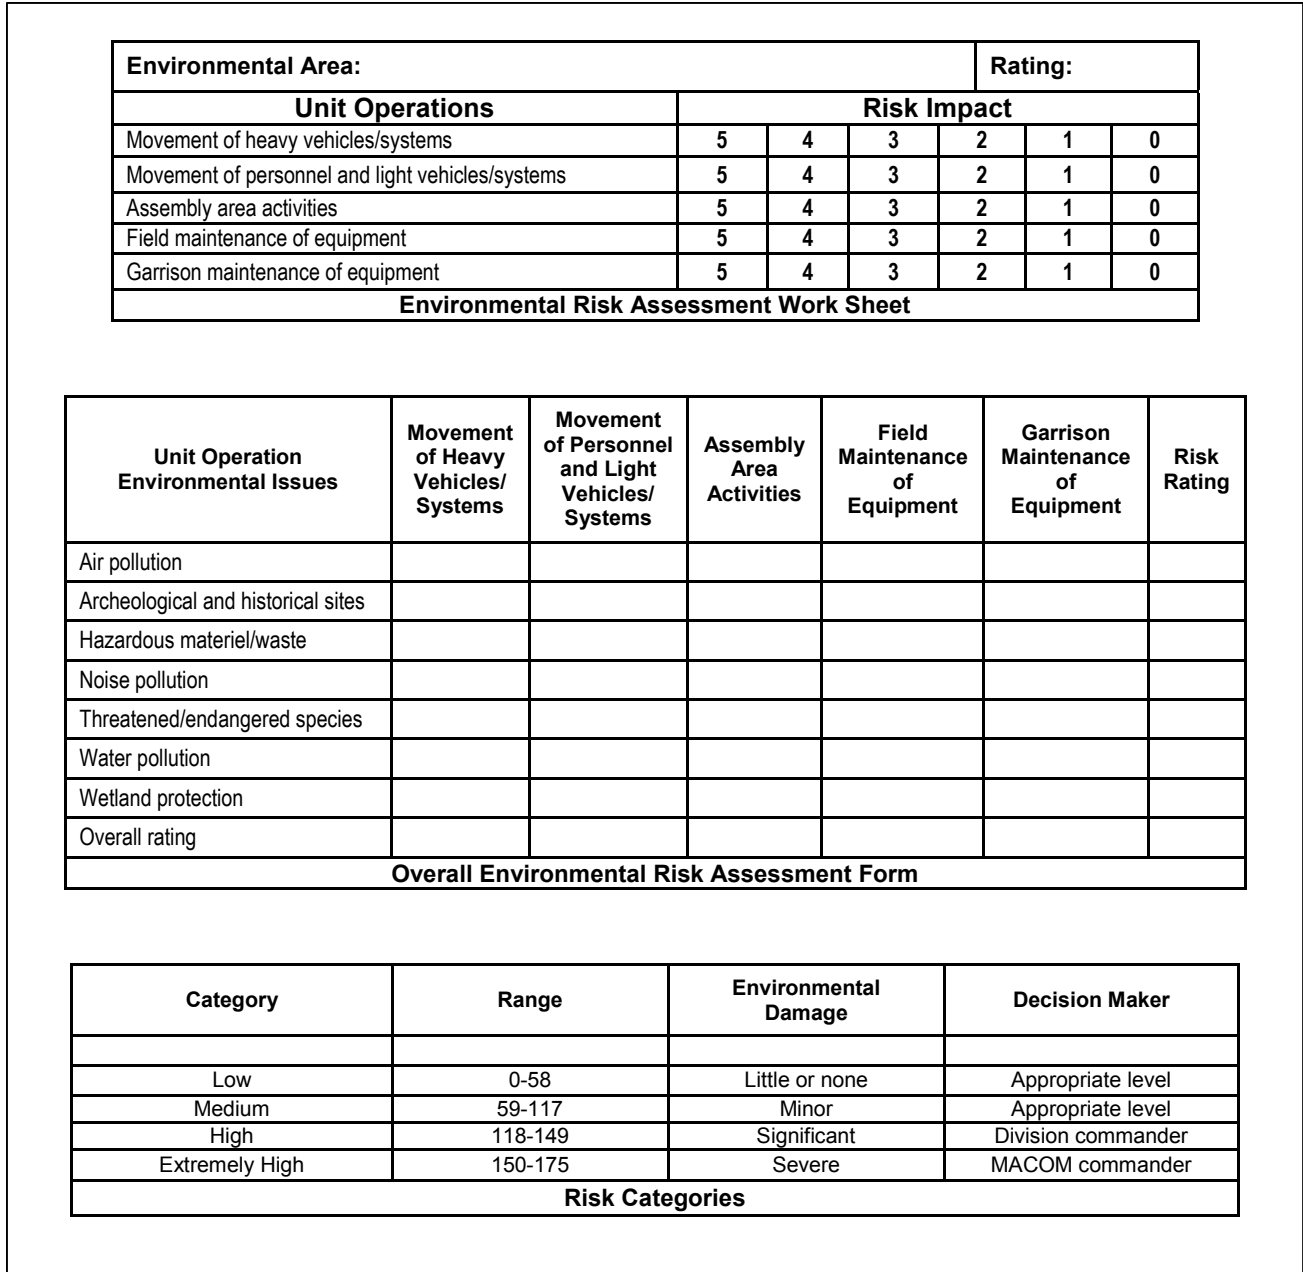 Environmental Area: Rating:
Unit Operations Risk Impact
Movement of heavy vehicles/systems 5 4 3 2 1 0
Movement of personnel and light vehicles/systems 5 4 3 2 1 0
Assembly area activities 5 4 3 2 1 0
Field maintenance of equipment 5 4 3 2 1 0
Garrison maintenance of equipment 5 4 3 2 1 0
Environmental Risk Assessment Work Sheet
Unit Operation
Environmental Issues
Movement
of Heavy
Vehicles/
Systems
Movement
of Personnel
and Light
Vehicles/
Systems
Assembly
Area
Activities
Field
Maintenance
of
Equipment
Garrison
Maintenance
of
Equipment
Risk
Rating
Air pollution
Archeological and historical sites
Hazardous materiel/waste
Noise pollution
Threatened/endangered species
Water pollution
Wetland protection
Overall rating
Overall Environmental Risk Assessment Form
Category
Range
Environmental
Damage
Decision Maker
Low 0-58 Little or none Appropriate level
Medium 59-117 Minor Appropriate level
High 118-149 Significant Division commander
Extremely High 150-175 Severe MACOM commander
Risk Categories